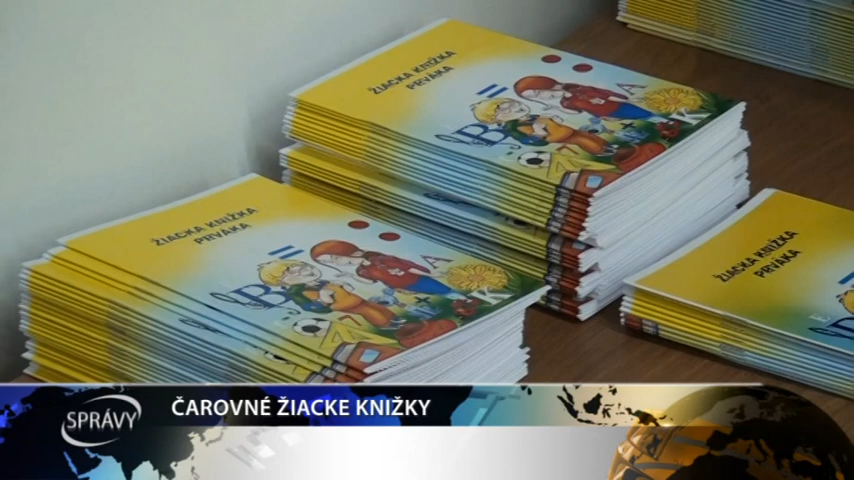 ŽIACKA KNIŽKA
PRVÁKA
B
A
K
ŽIACKA KNIŽKA
PRVÁKA
B
A
K
ŽIACKA KNIŽKA
PRVÁKA
E
SPRÁVY
ČAROVNÉ ŽIACKE KNIŽKY